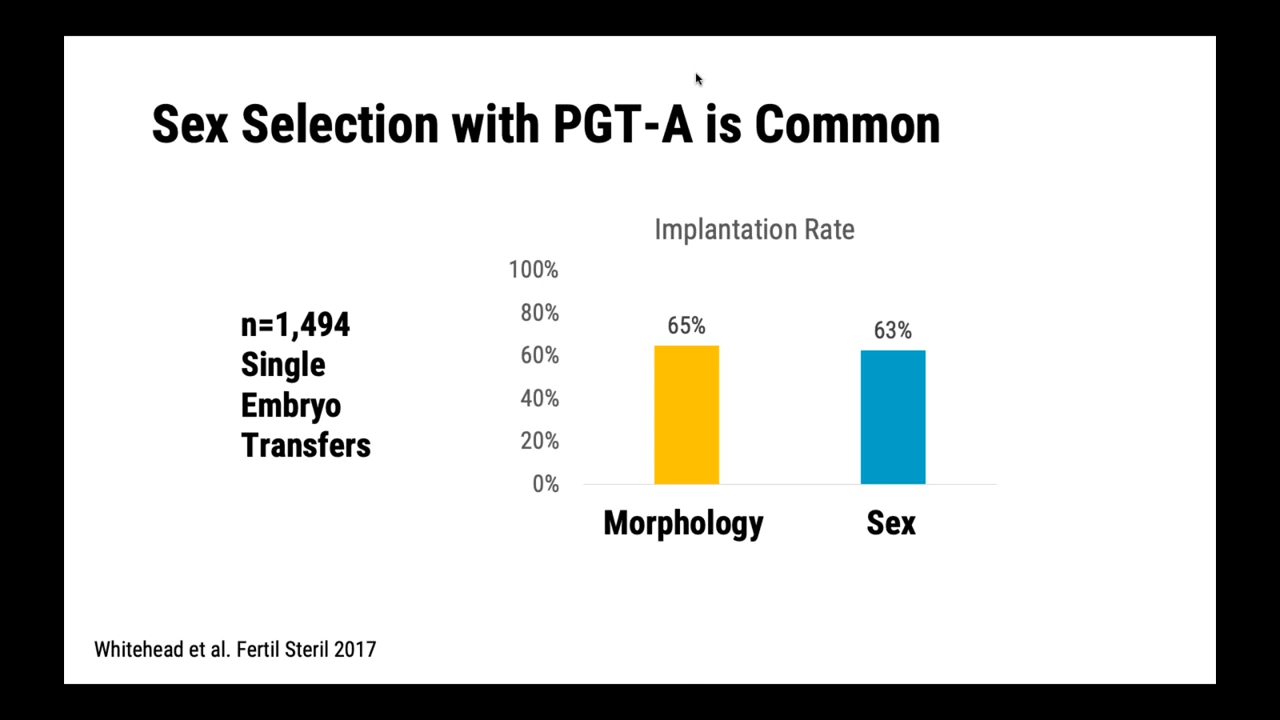 Sex Selection with PGT-A is Common
Implantation Rate
n=1,494
Single
Embryo
Transfers
100%
80%
60%
40%
20%
0%
65%
63%
Morphology
Sex
Whitehead et al. Fertil Steril 2017